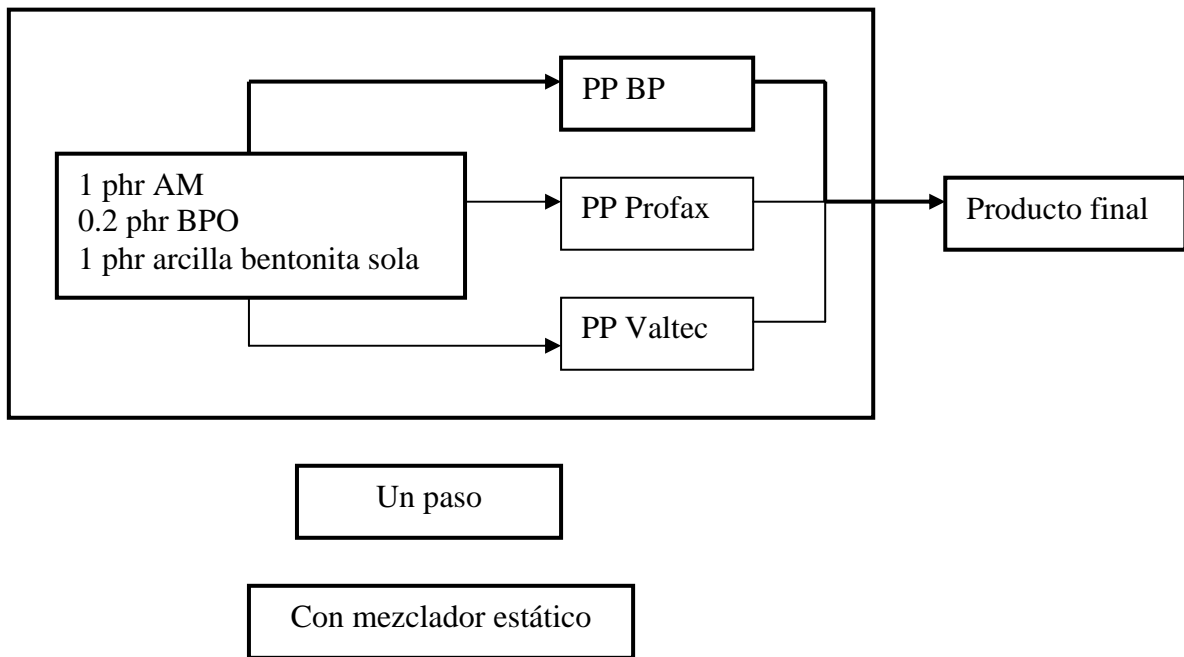 PP BP
1 phr AM
0.2 phr BPO
1 phr arcilla bentonita sola
PP Profax
Producto final
PP Valtec
Un paso
Con mezclador estático